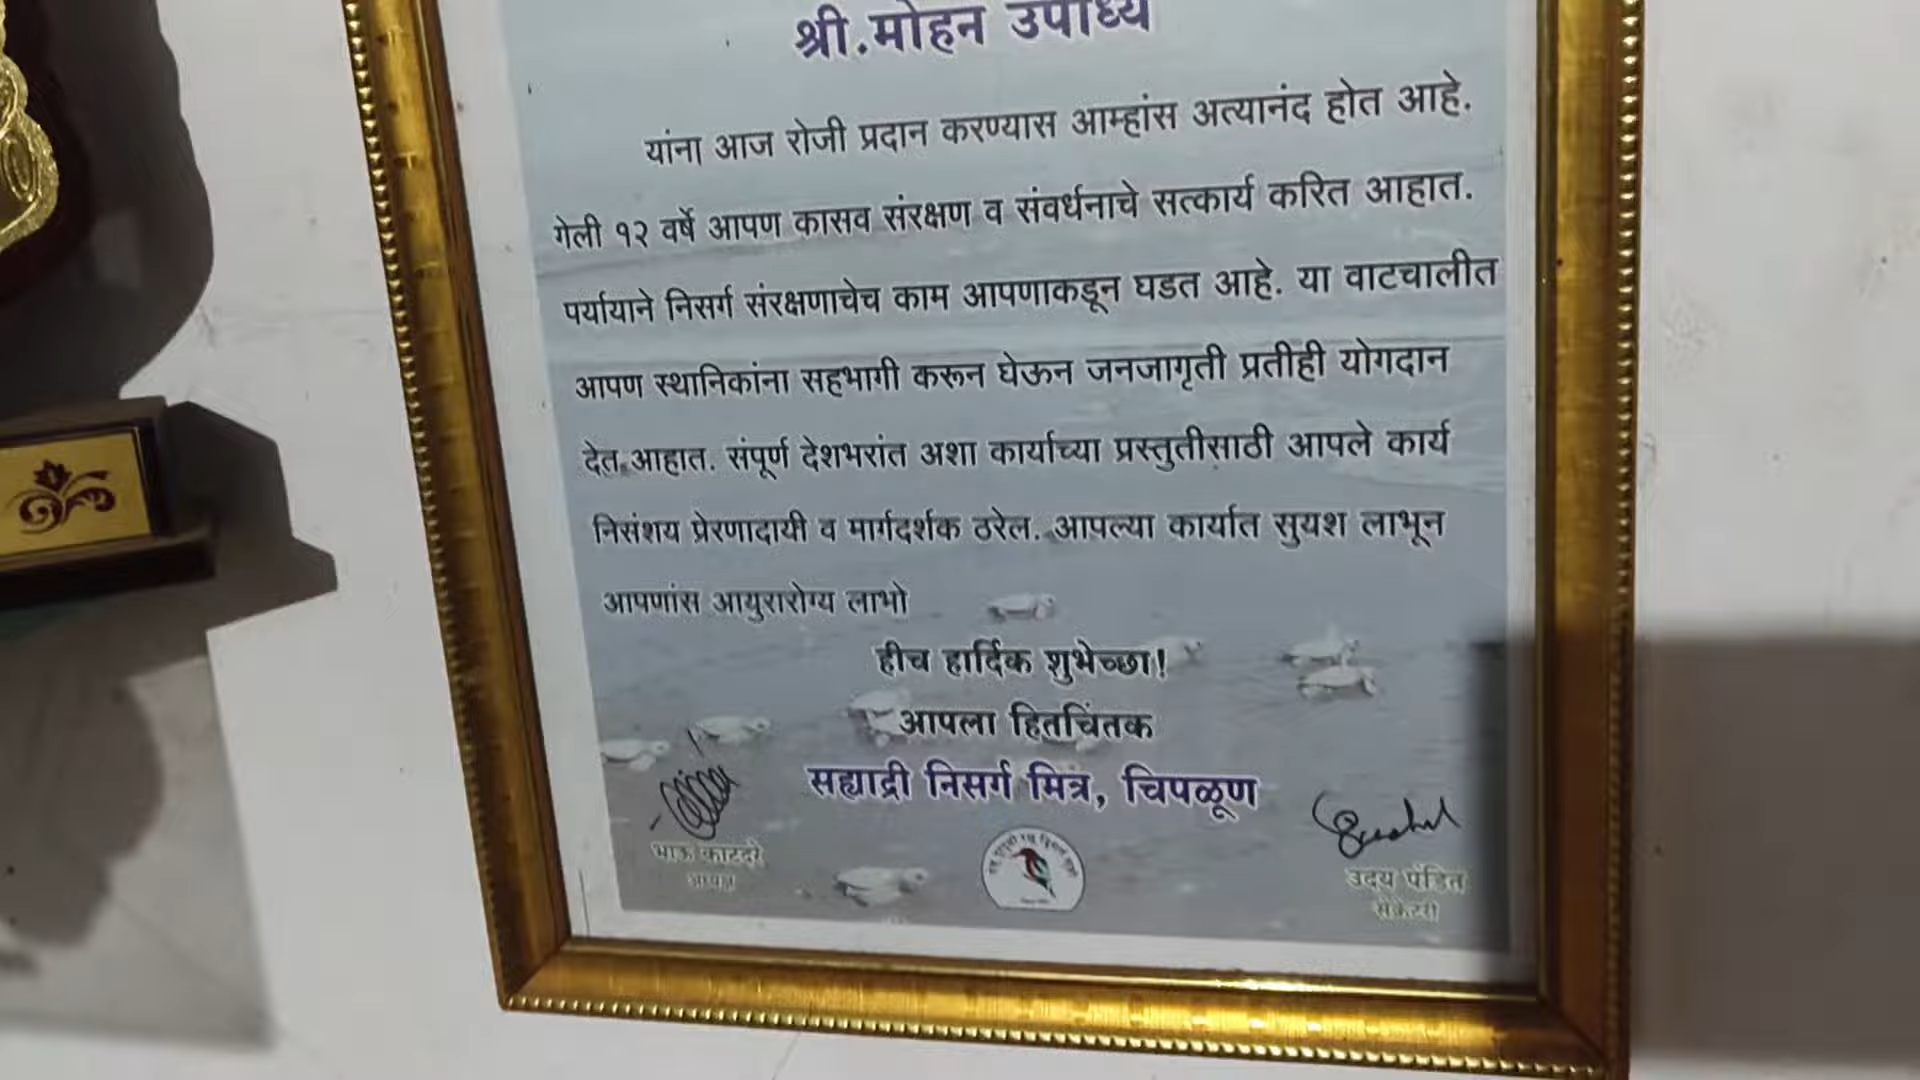 श्री.मोहन उपाध्ये
यांना आज रोजी प्रदान करण्यास आम्हांस अत्यानंद होत आहे.
गेली १२ वर्षे आपण कासव संरक्षण व संवर्धनाचे सत्कार्य करित आहात.
पर्यायाने निसर्ग संरक्षणाचेच काम आपणाकडून घडत आहे. या वाटचालीत
आपण स्थानिकांना सहभागी करून घेऊन जनजागृती प्रतीही योगदान
देत आहात. संपूर्ण देशभरांत अशा कार्याच्या प्रस्तुतीसाठी आपले कार्य
निसंशय प्रेरणादायी व मार्गदर्शक ठरेल. आपल्या कार्यात सुयश लाभून
आपणांस आयुरारोग्य लाभो
हीच हार्दिक शुभेच्छा!
आपला हितचिंतक
सह्याद्री निसर्ग मित्र, चिपळूण
भाऊ काटदरे
अध्यक्ष
उदय पंडित
सेक्रेटरी